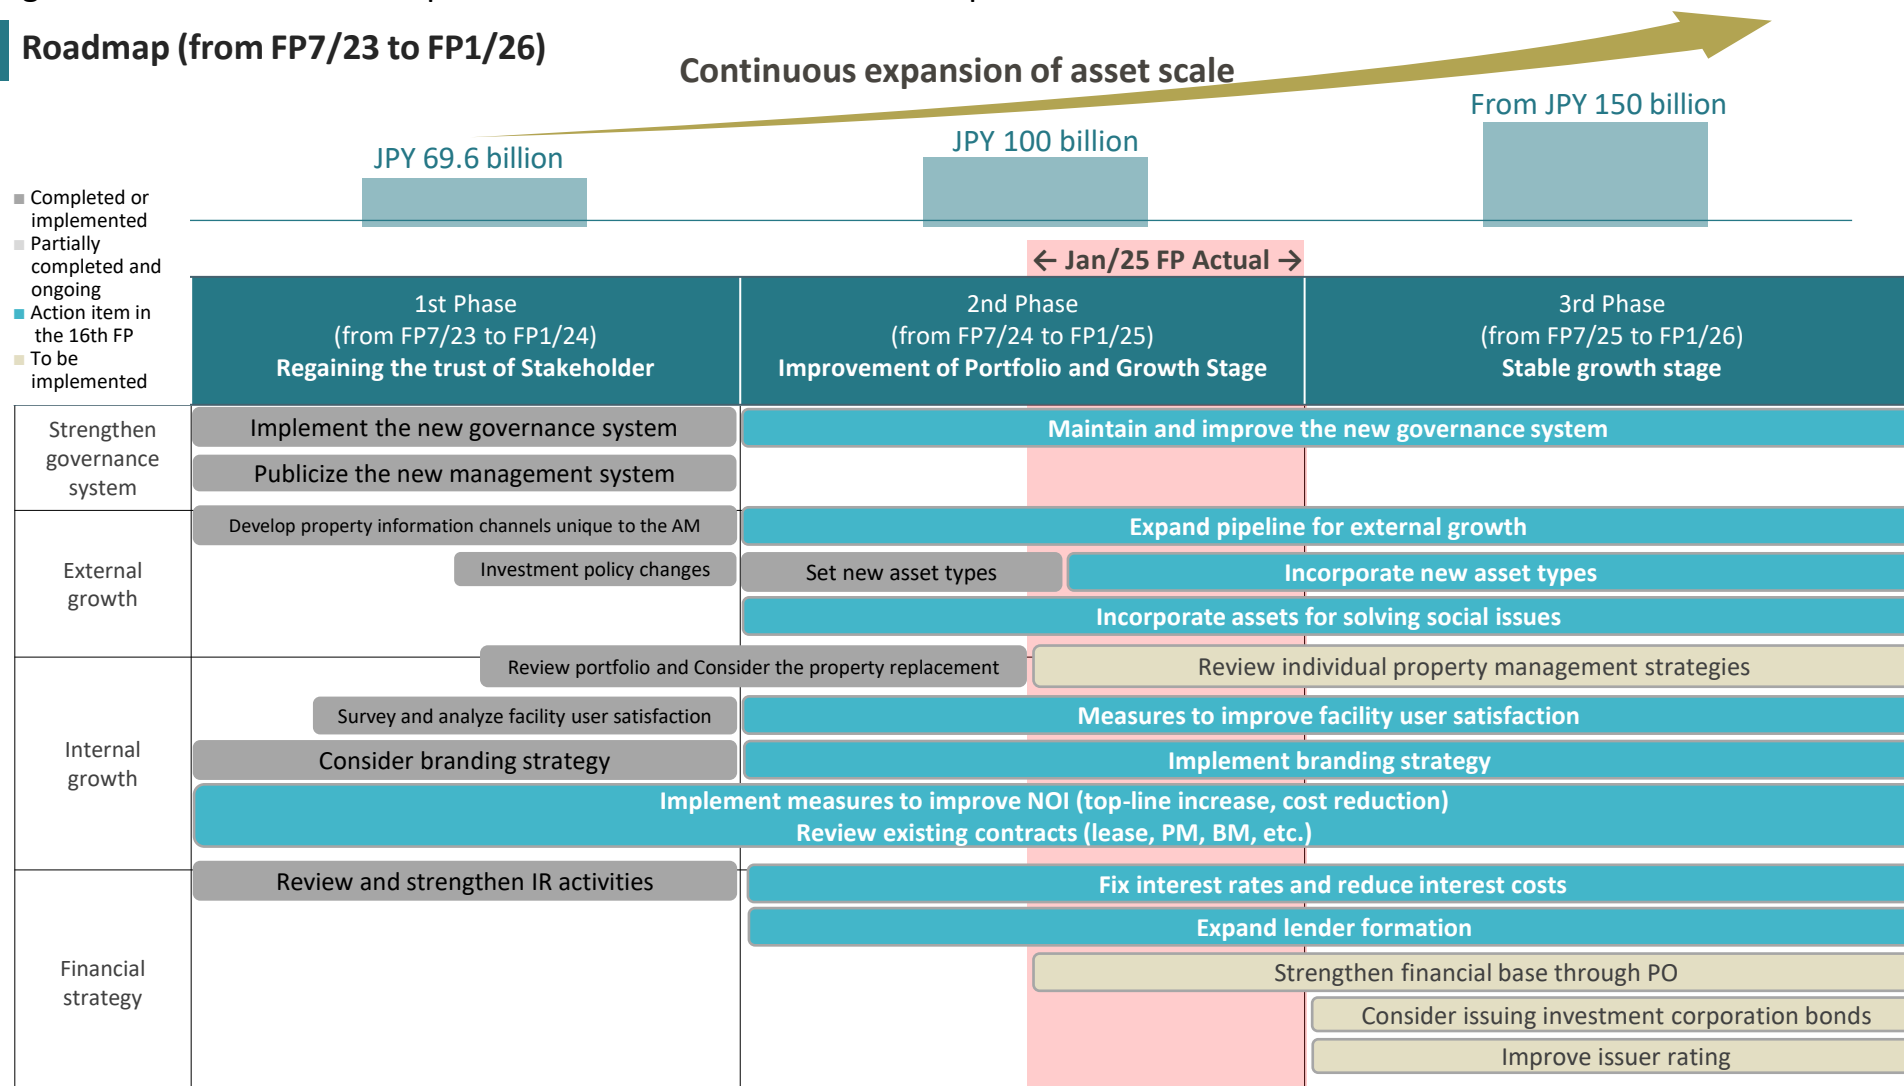 Roadmap (from FP7/23 to FP1/26)
Continuous expansion of asset scale
JPY 69.6 billion
JPY 100 billion
From JPY 150 billion
Completed or
implemented
Partially
completed and
ongoing
Action item in
the 16th FP
To be
implemented
← Jan/25 FP Actual →
1st Phase
(from FP7/23 to FP1/24)
Regaining the trust of Stakeholder
2nd Phase
(from FP7/24 to FP1/25)
Improvement of Portfolio and Growth Stage
3rd Phase
(from FP7/25 to FP1/26)
Stable growth stage
Strengthen
governance
system
Implement the new governance system
Maintain and improve the new governance system
Publicize the new management system
External
growth
Develop property information channels unique to the AM
Expand pipeline for external growth
Investment policy changes
Set new asset types
Incorporate new asset types
Incorporate assets for solving social issues
Internal
growth
Review portfolio and Consider the property replacement
Review individual property management strategies
Survey and analyze facility user satisfaction
Measures to improve facility user satisfaction
Consider branding strategy
Implement branding strategy
Implement measures to improve NOI (top-line increase, cost reduction)
Review existing contracts (lease, PM, BM, etc.)
Financial
strategy
Review and strengthen IR activities
Fix interest rates and reduce interest costs
Expand lender formation
Strengthen financial base through PO
Consider issuing investment corporation bonds
Improve issuer rating